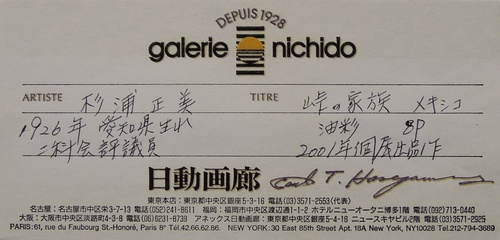 DEPUIS 1928
galerie nichido
ARTISTE 杉浦正美 TITRE 峠の家族 メキシコ
1926年 愛知県生れ 油彩 8P
二科会評議員 2001年個展出品作
日動画廊
東京本店：東京都中央区銀座5-3-16 電話(03)3571-2553(代表)
名古屋：名古屋市中区栄3-7-13 電話(052)241-8611 福岡：福岡市中央区渡辺通1-1-2 ホテルニューオータニ博多1階 電話(092)713-0440
大阪：大阪市中央区淡路町4-3-8 電話(06)6231-8739 アネックス日動画廊：東京都中央区銀座5-4-16 ニュースキヤビル2階 電話(03)3571-2925
PARIS:61, rue du Faubourg St.-Honoré, Paris 8° Tél.42.66.62.86. NEW YORK:30 East 85th Street Apt. 18A New York, NY10028 Tel.212-794-3689